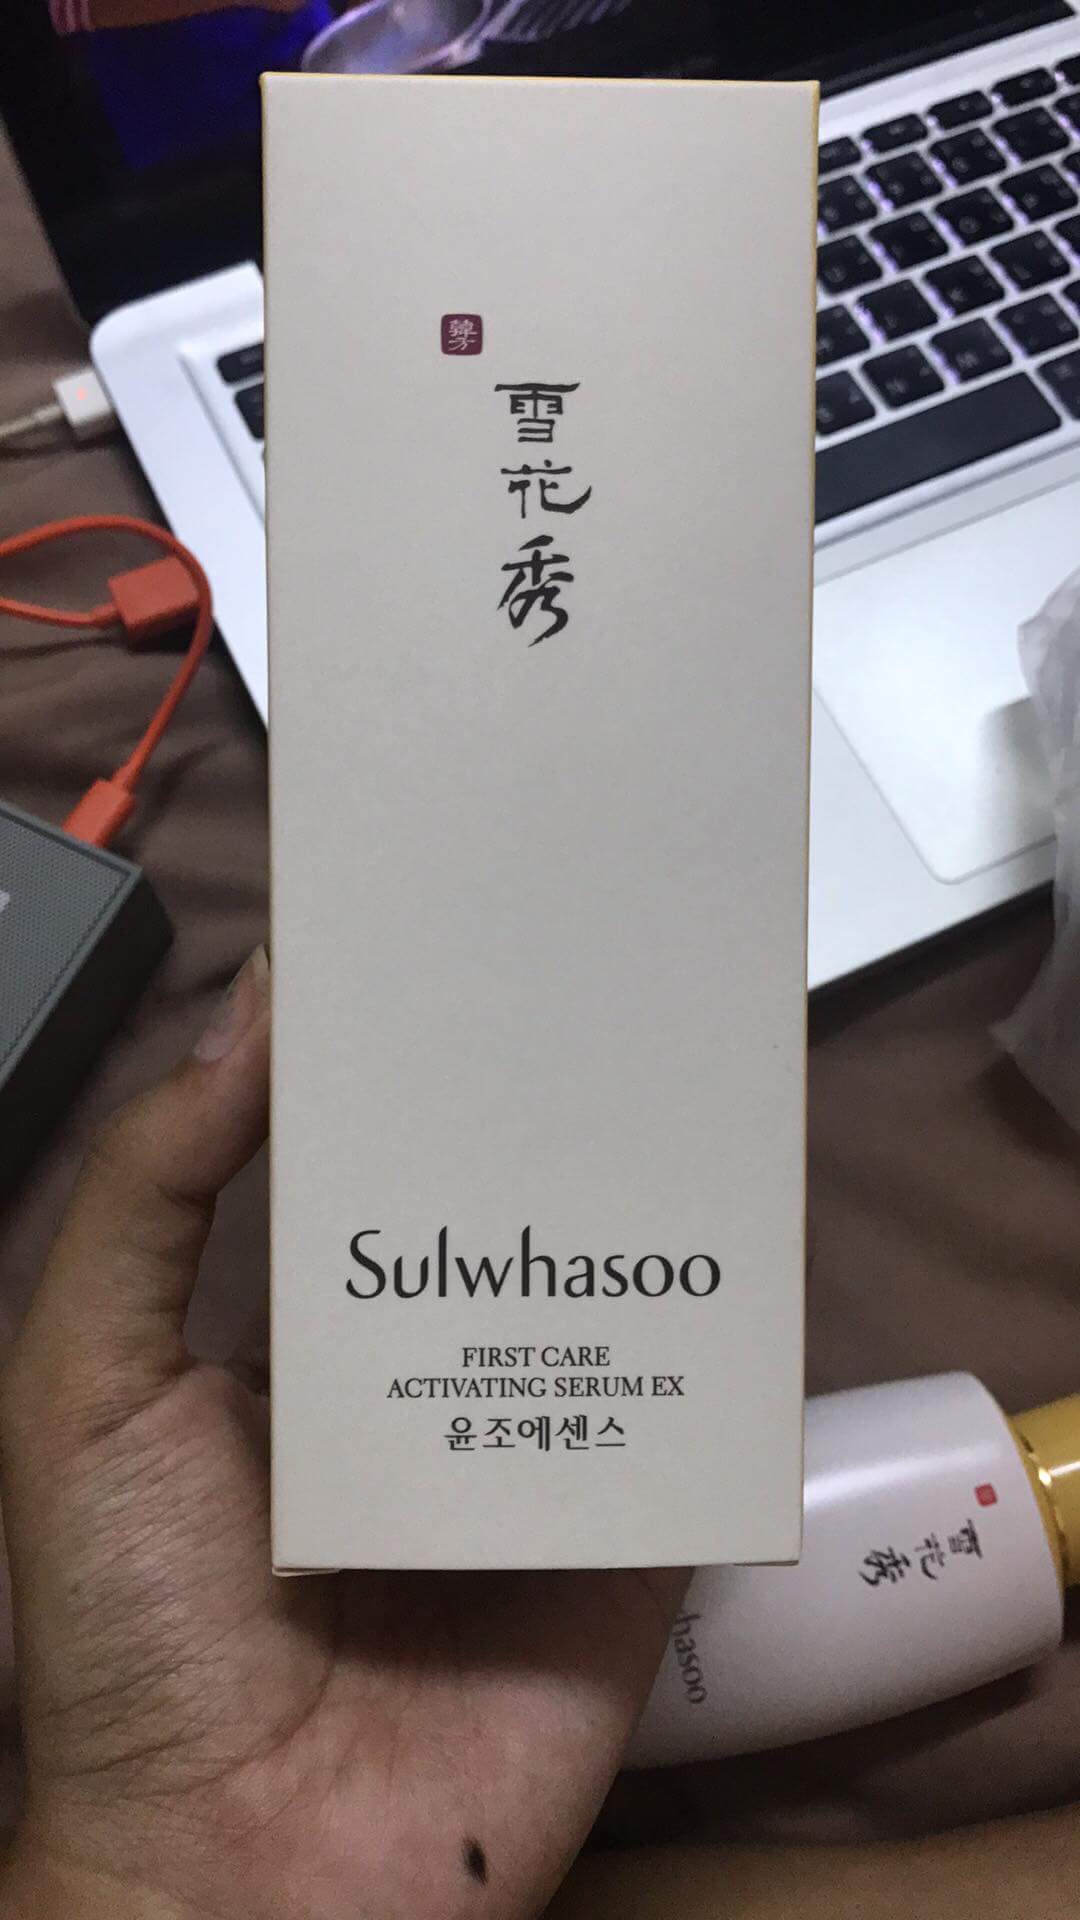 韓方
雪
花
秀
Sulwhasoo
FIRST CARE
ACTIVATING SERUM EX
윤조에센스
雪花秀
hasoo